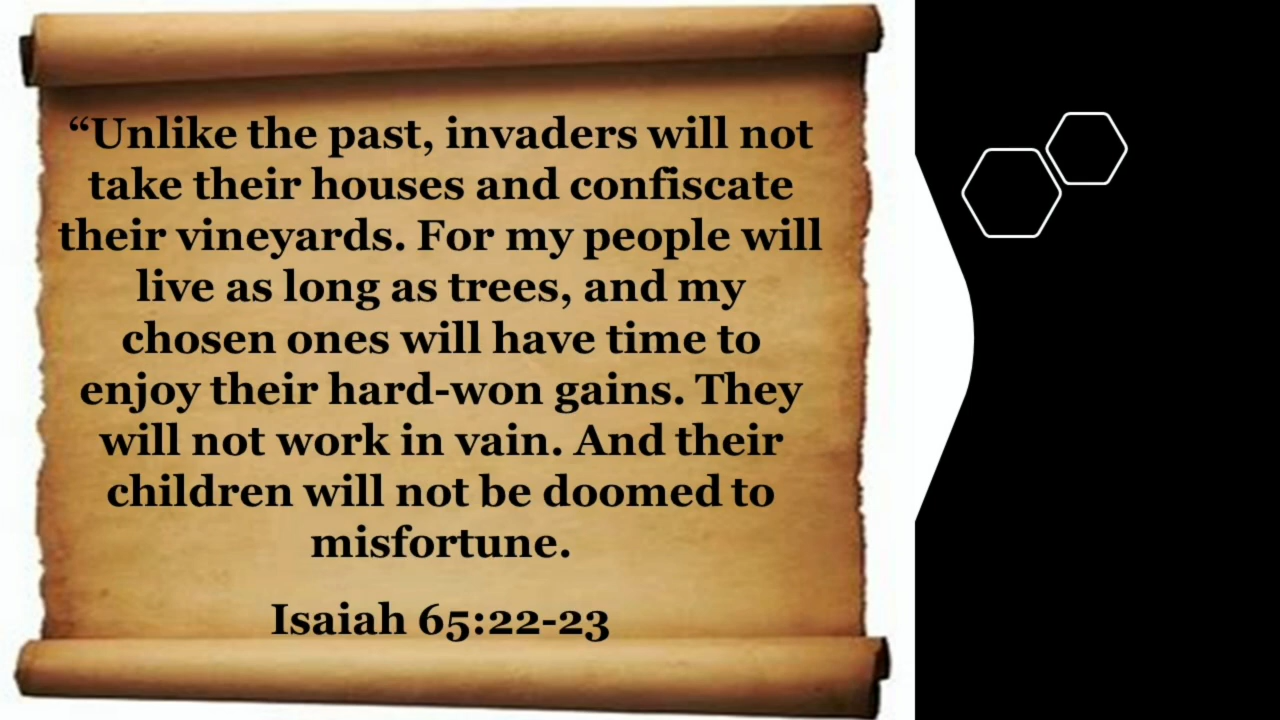 “Unlike the past, invaders will not
take their houses and confiscate
their vineyards. For my people will
live as long as trees, and my
chosen ones will have time to
enjoy their hard-won gains. They
will not work in vain. And their
children will not be doomed to
misfortune.
Isaiah 65:22-23